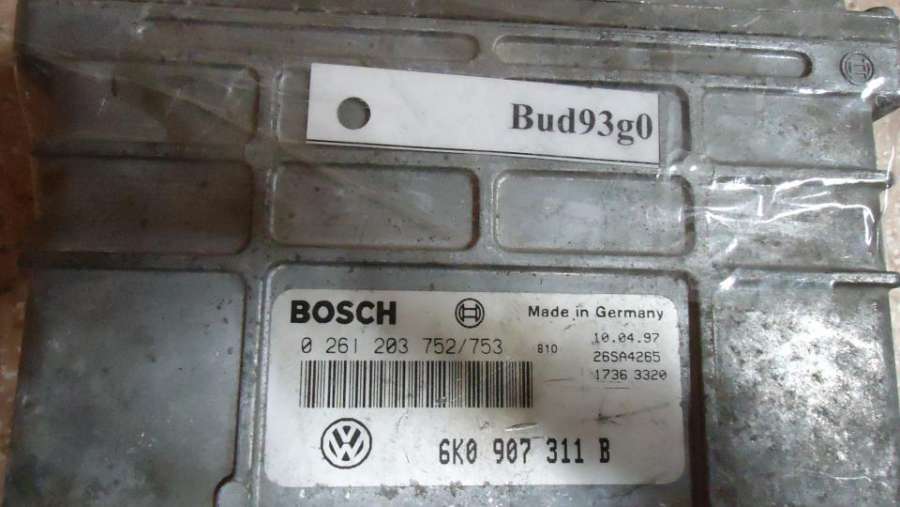 Bud93g0
BOSCH Made in Germany
0 261 203 752/753 B10 10.04.97
26SA4265
1736 3320
6K0 907 311 B